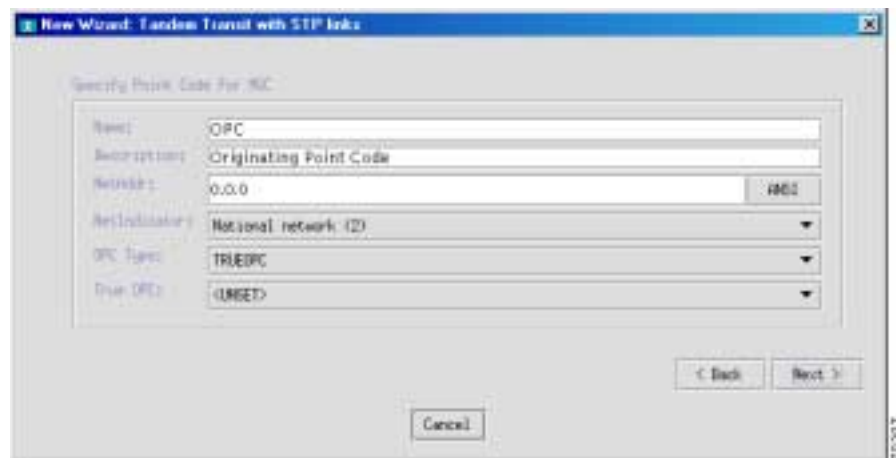 New Wizard: Tandem Transit with STP links
Specify Point Code For MGC
Name: OPC
Description: Originating Point Code
NetAddr: 0.0.0 ANSI
NetIndicator: National network (2)
OPC Type: TRUEOPC
True OPC: <UNSET>
< Back Next >
Cancel